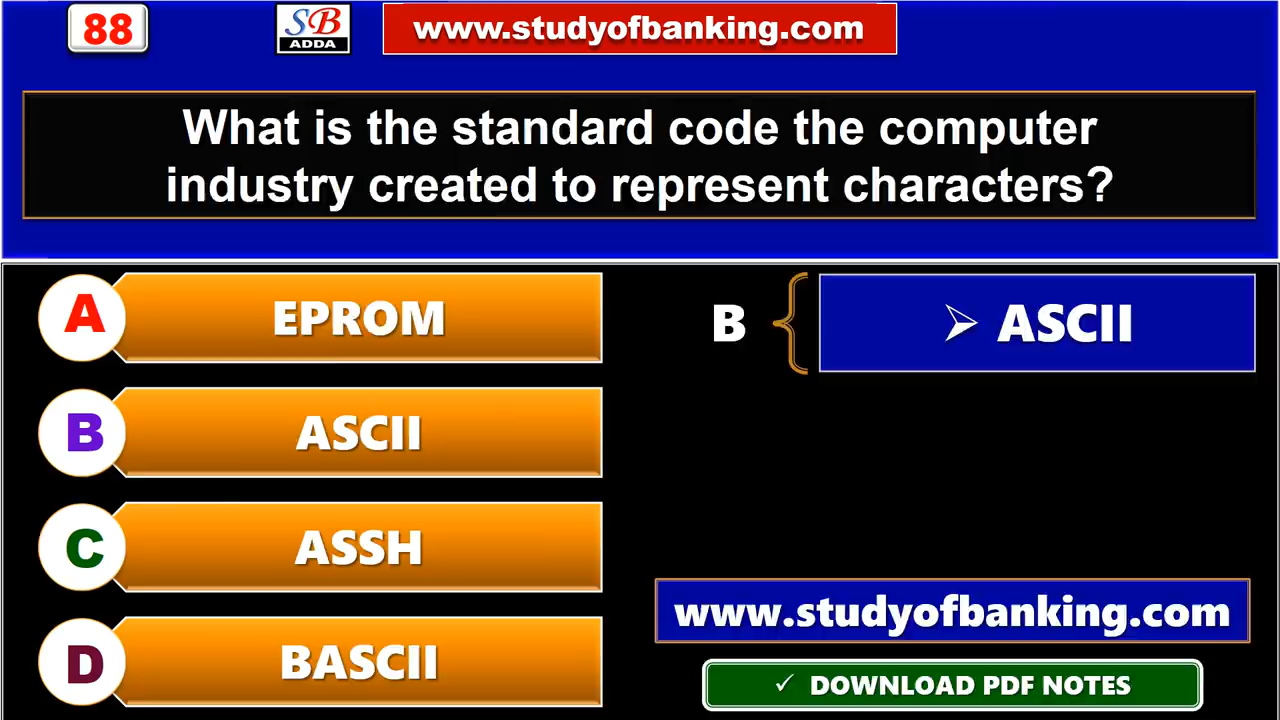 88
SB
ADDA
www.studyofbanking.com
What is the standard code the computer
industry created to represent characters?
A
EPROM
B
ASCII
C
ASSH
D
BASCII
B
➢ ASCII
www.studyofbanking.com
✓ DOWNLOAD PDF NOTES